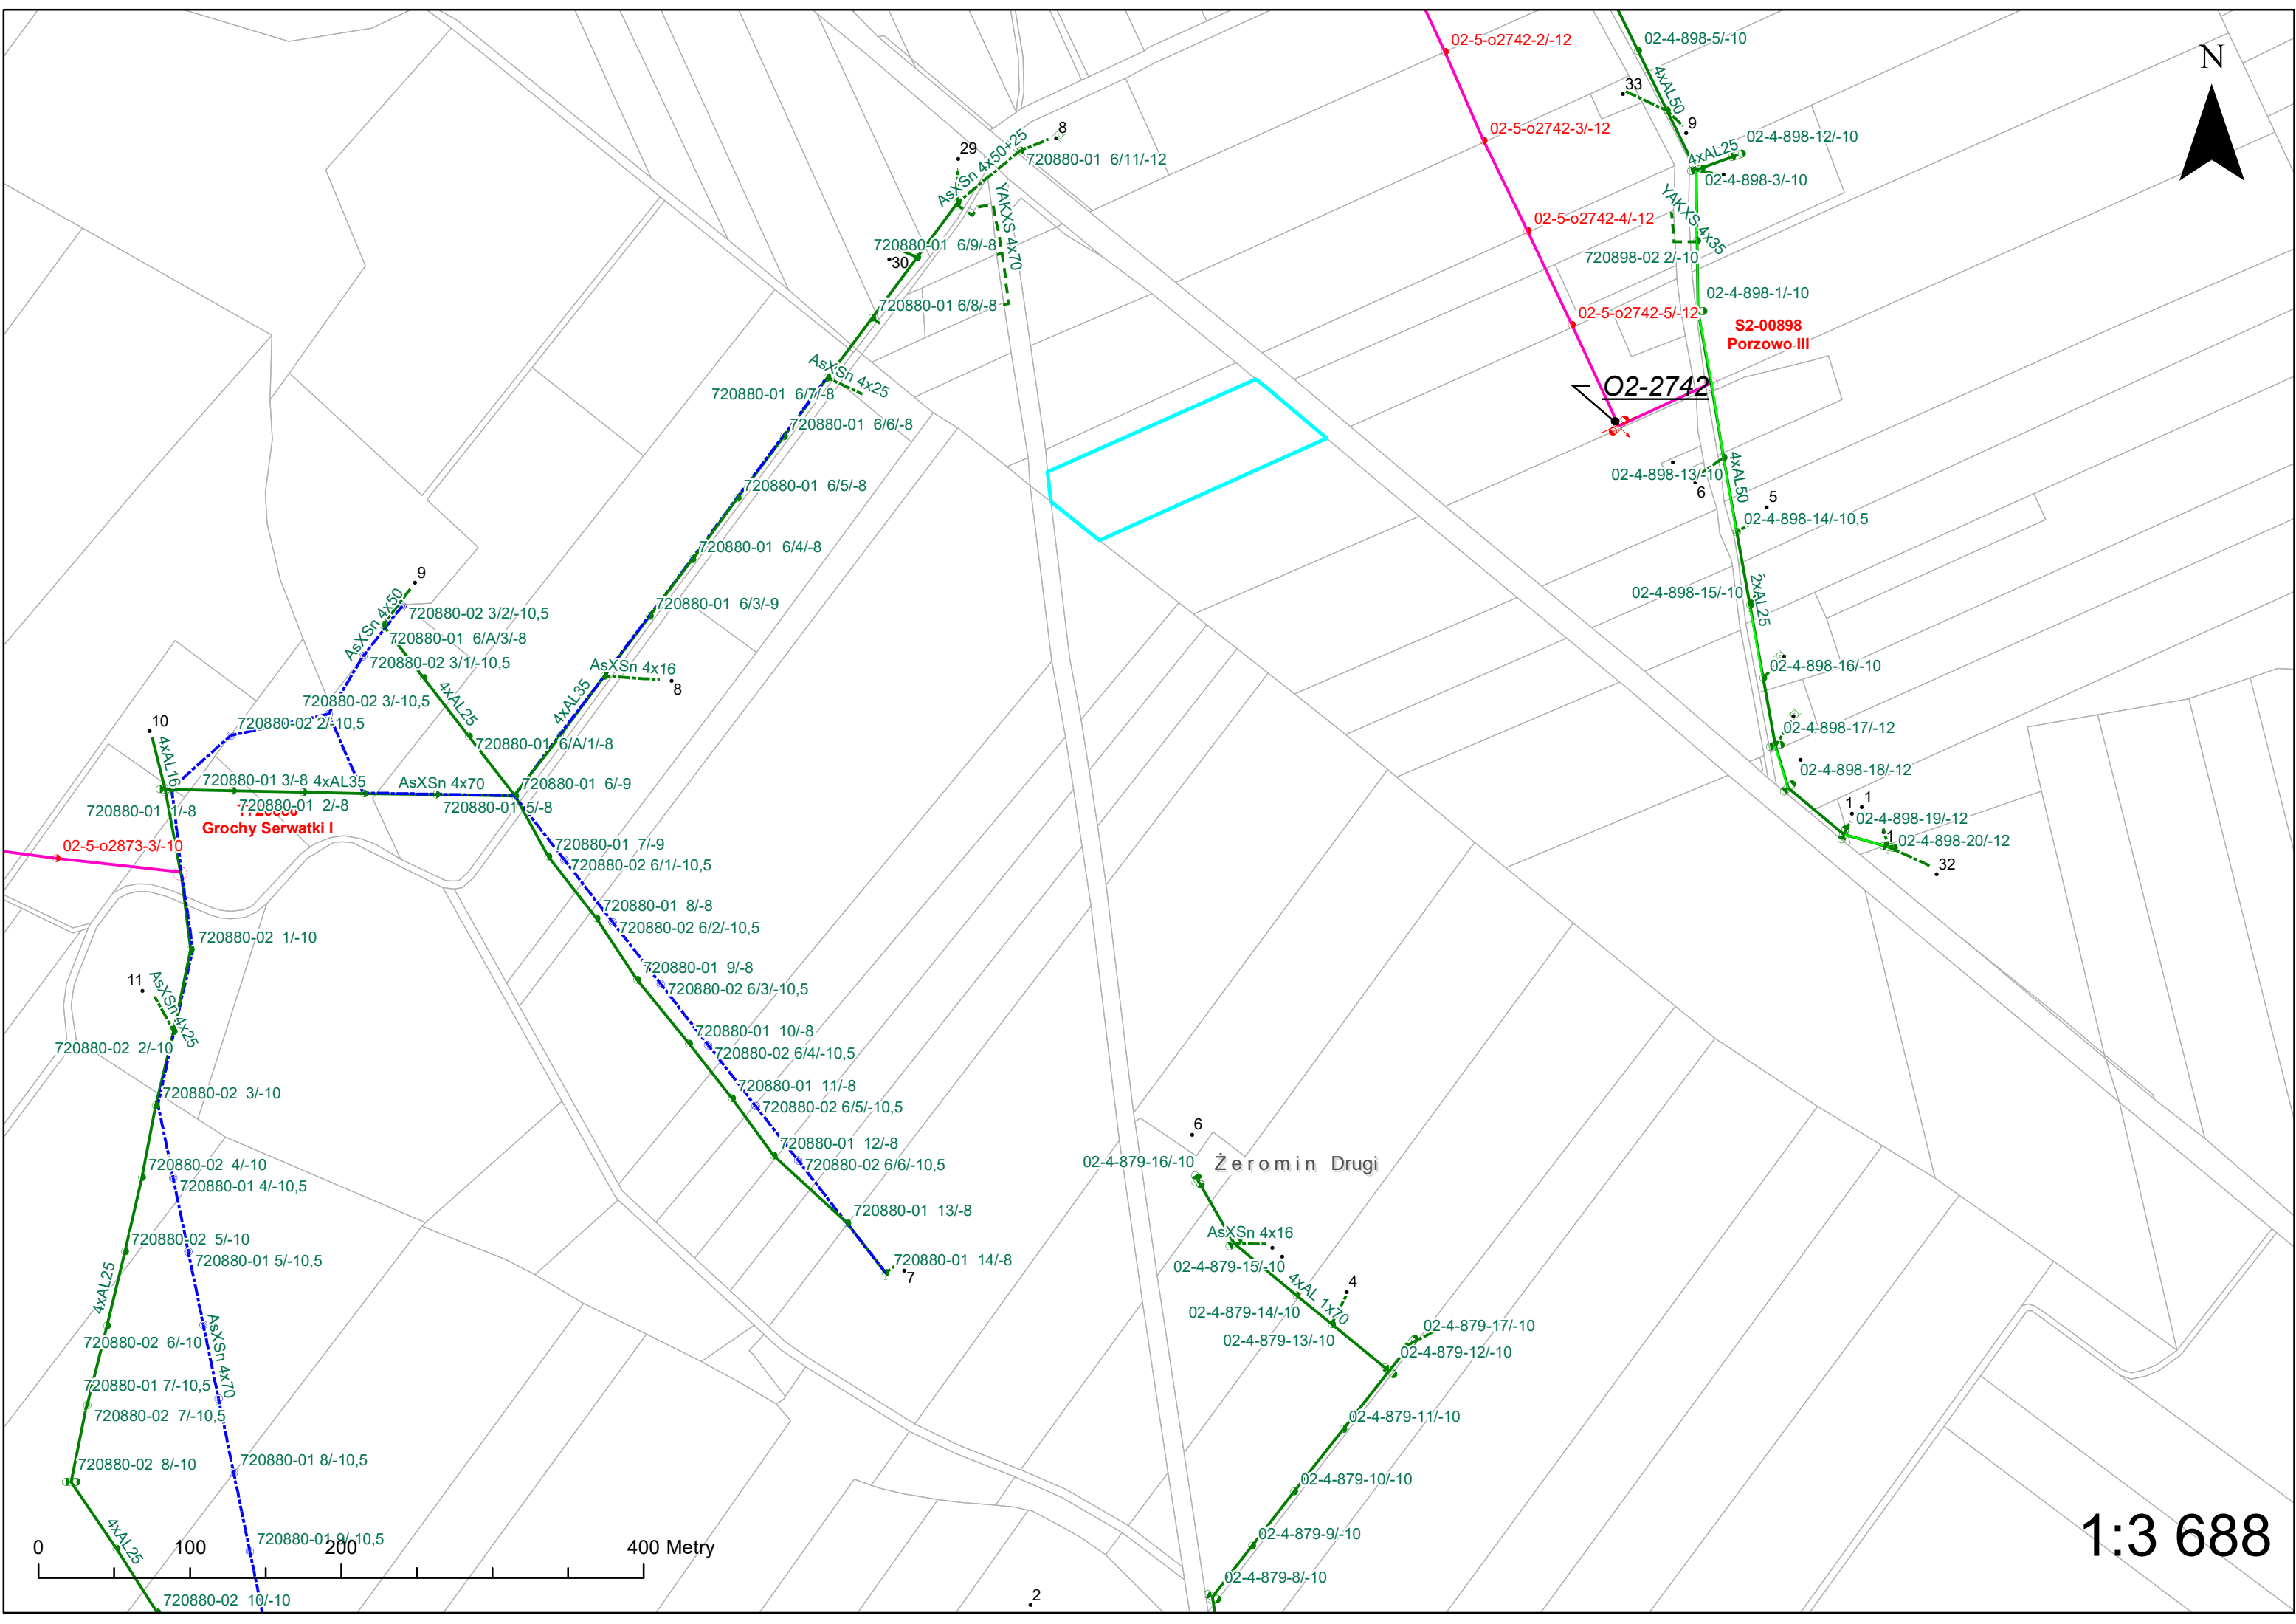 02-5-o2742-2/-12
02-4-898-5/-10
N
4xAL50
33
9
02-5-o2742-3/-12
02-4-898-12/-10
4xAL25
02-4-898-3/-10
8
29
AsXSn 4x50+25
720880-01 6/11/-12
YAKXS 4x70
YAKXS 4x35
02-5-o2742-4/-12
720880-01 6/9/-8
30
720898-02 2/-10
02-4-898-1/-10
720880-01 6/8/-8
02-5-o2742-5/-12
S2-00898
Porzowo III
AsXSn 4x25
720880-01 6/7/-8
O2-2742
720880-01 6/6/-8
02-4-898-13/-10
4xAL50
6
720880-01 6/5/-8
5
02-4-898-14/-10,5
720880-01 6/4/-8
9
2xAL25
02-4-898-15/-10
720880-01 6/3/-9
AsXSn 4x50
720880-02 3/2/-10,5
720880-01 6/A/3/-8
720880-02 3/1/-10,5
AsXSn 4x16
8
02-4-898-16/-10
4xAL35
4xAL25
720880-02 3/-10,5
720880-02 2/-10,5
10
02-4-898-17/-12
720880-01 6/A/1/-8
4xAL16
02-4-898-18/-12
720880-01 3/-8
4xAL35
AsXSn 4x70
720880-01 6/-9
720880-01 1/-8
720880-01 2/-8
720880-01 5/-8
1
1
02-4-898-19/-12
Grochy Serwatki I
1
02-4-898-20/-12
02-5-o2873-3/-10
720880-01 7/-9
720880-02 6/1/-10,5
32
720880-01 8/-8
720880-02 6/2/-10,5
720880-02 1/-10
720880-01 9/-8
11
AsXSn 4x25
720880-02 6/3/-10,5
720880-01 10/-8
720880-02 2/-10
720880-02 6/4/-10,5
720880-01 11/-8
720880-02 3/-10
720880-02 6/5/-10,5
6
720880-01 12/-8
02-4-879-16/-10
Żeromin Drugi
720880-02 4/-10
720880-02 6/6/-10,5
720880-01 4/-10,5
720880-01 13/-8
AsXSn 4x16
720880-02 5/-10
720880-01 5/-10,5
720880-01 14/-8
7
02-4-879-15/-10
4xAL25
4xAL 1x70
4
02-4-879-14/-10
02-4-879-17/-10
02-4-879-13/-10
720880-02 6/-10
AsXSn 4x70
02-4-879-12/-10
720880-01 7/-10,5
720880-02 7/-10,5
02-4-879-11/-10
720880-02 8/-10
720880-01 8/-10,5
02-4-879-10/-10
4xAL25
720880-01 9/-10,5
02-4-879-9/-10
1:3 688
0
100
200
400 Metry
02-4-879-8/-10
720880-02 10/-10
2